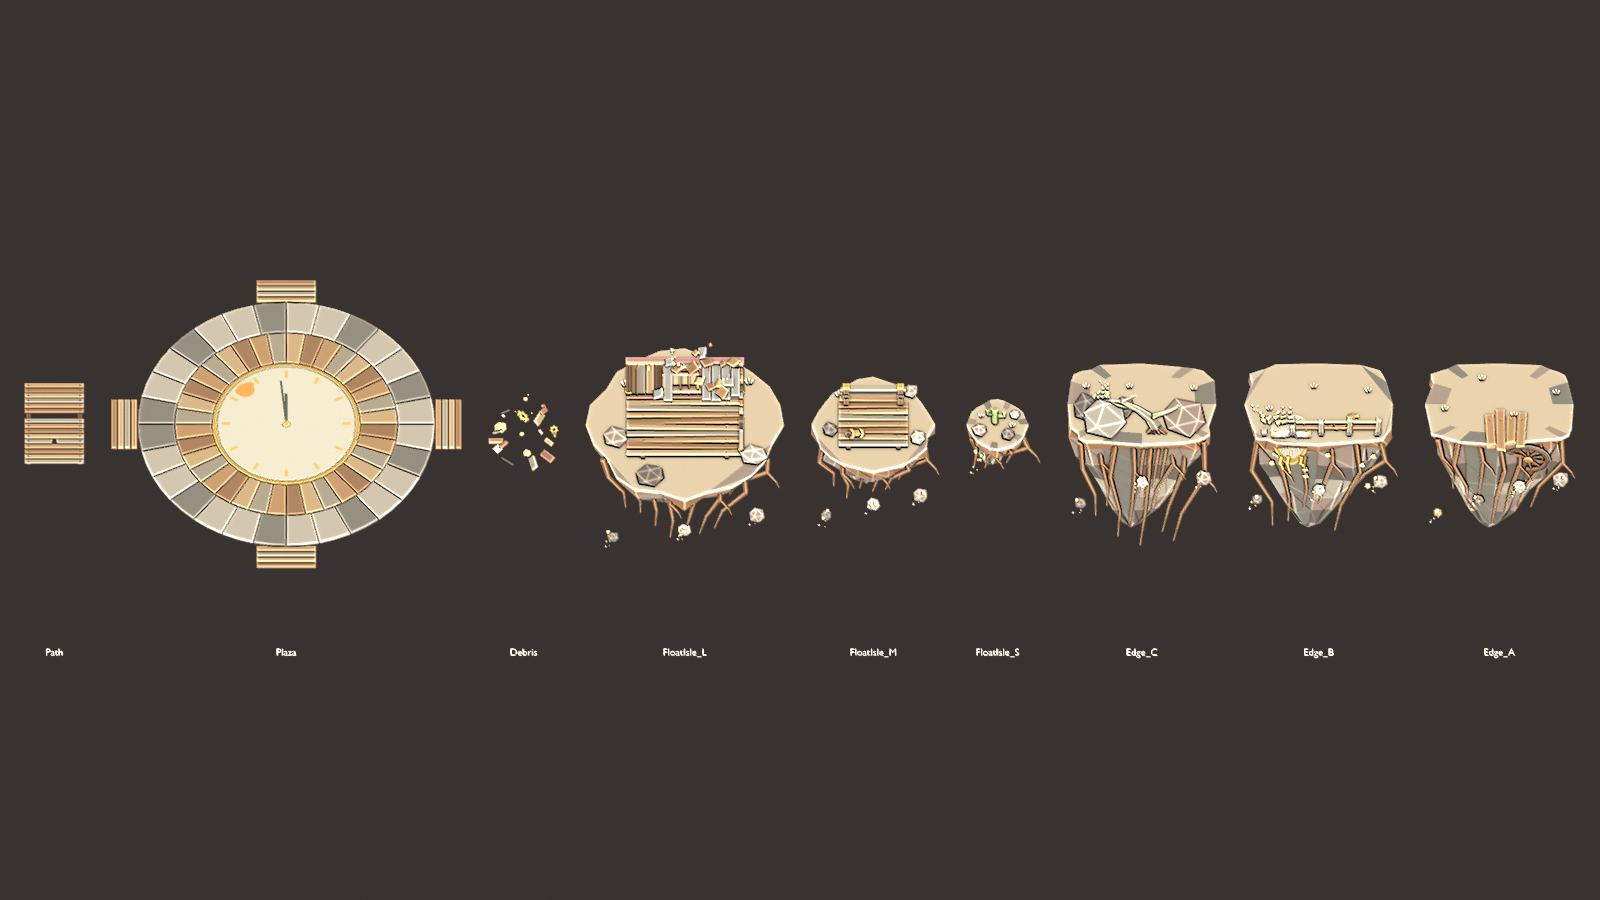 Path
Plaza
Debris
FloatIsle_L
FloatIsle_M
FloatIsle_S
Edge_C
Edge_B
Edge_A